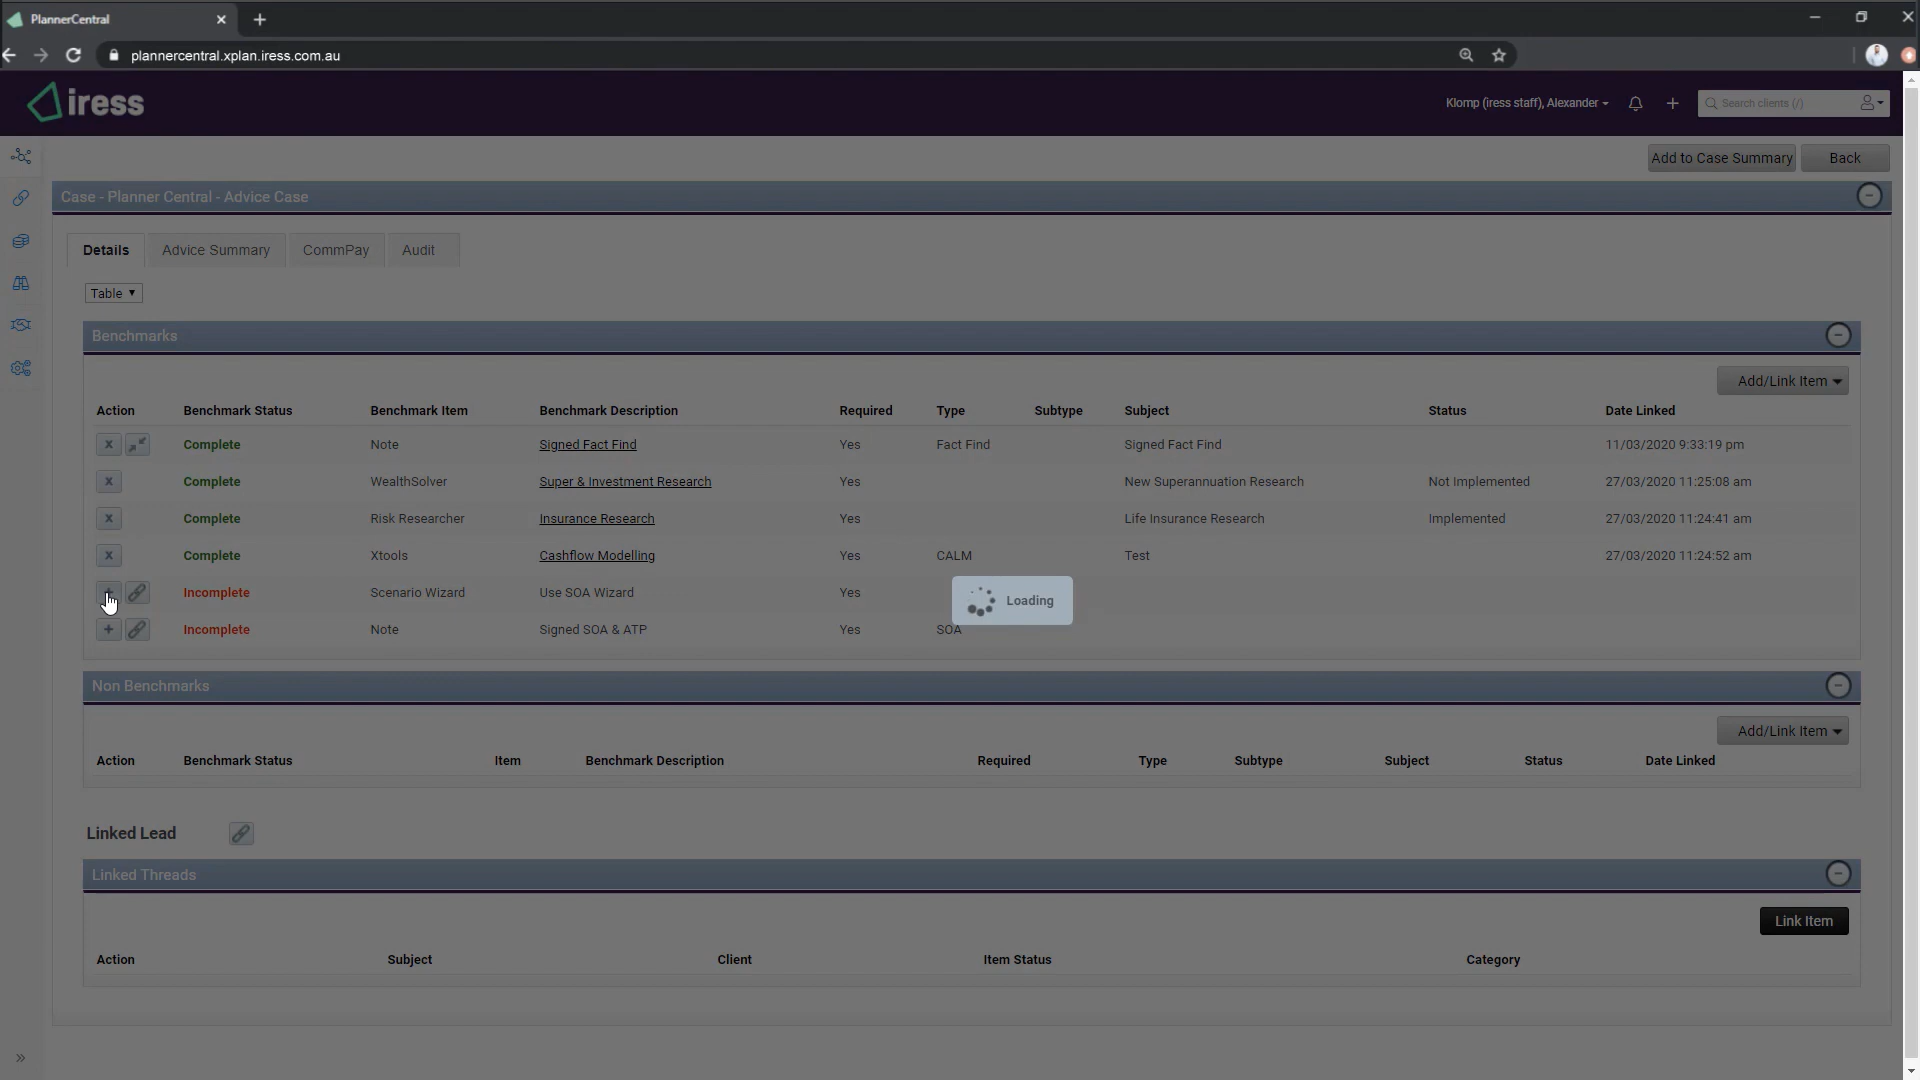 PlannerCentral
plannercentral.xplan.iress.com.au
iress
Klomp (iress staff), Alexander
Search clients (/)
Add to Case Summary
Back
Case - Planner Central - Advice Case
Details Advice Summary CommPay Audit
Table
Benchmarks
Add/Link Item
Action Benchmark Status Benchmark Item Benchmark Description Required Type Subtype Subject Status Date Linked
x Complete Note Signed Fact Find Yes Fact Find Signed Fact Find 11/03/2020 9:33:19 pm
x Complete WealthSolver Super & Investment Research Yes New Superannuation Research Not Implemented 27/03/2020 11:25:08 am
x Complete Risk Researcher Insurance Research Yes Life Insurance Research Implemented 27/03/2020 11:24:41 am
x Complete Xtools Cashflow Modelling Yes CALM Test 27/03/2020 11:24:52 am
Incomplete Scenario Wizard Use SOA Wizard Yes
Loading
+ Incomplete Note Signed SOA & ATP Yes SOA
Non Benchmarks
Add/Link Item
Action Benchmark Status Item Benchmark Description Required Type Subtype Subject Status Date Linked
Linked Lead
Linked Threads
Link Item
Action Subject Client Item Status Category